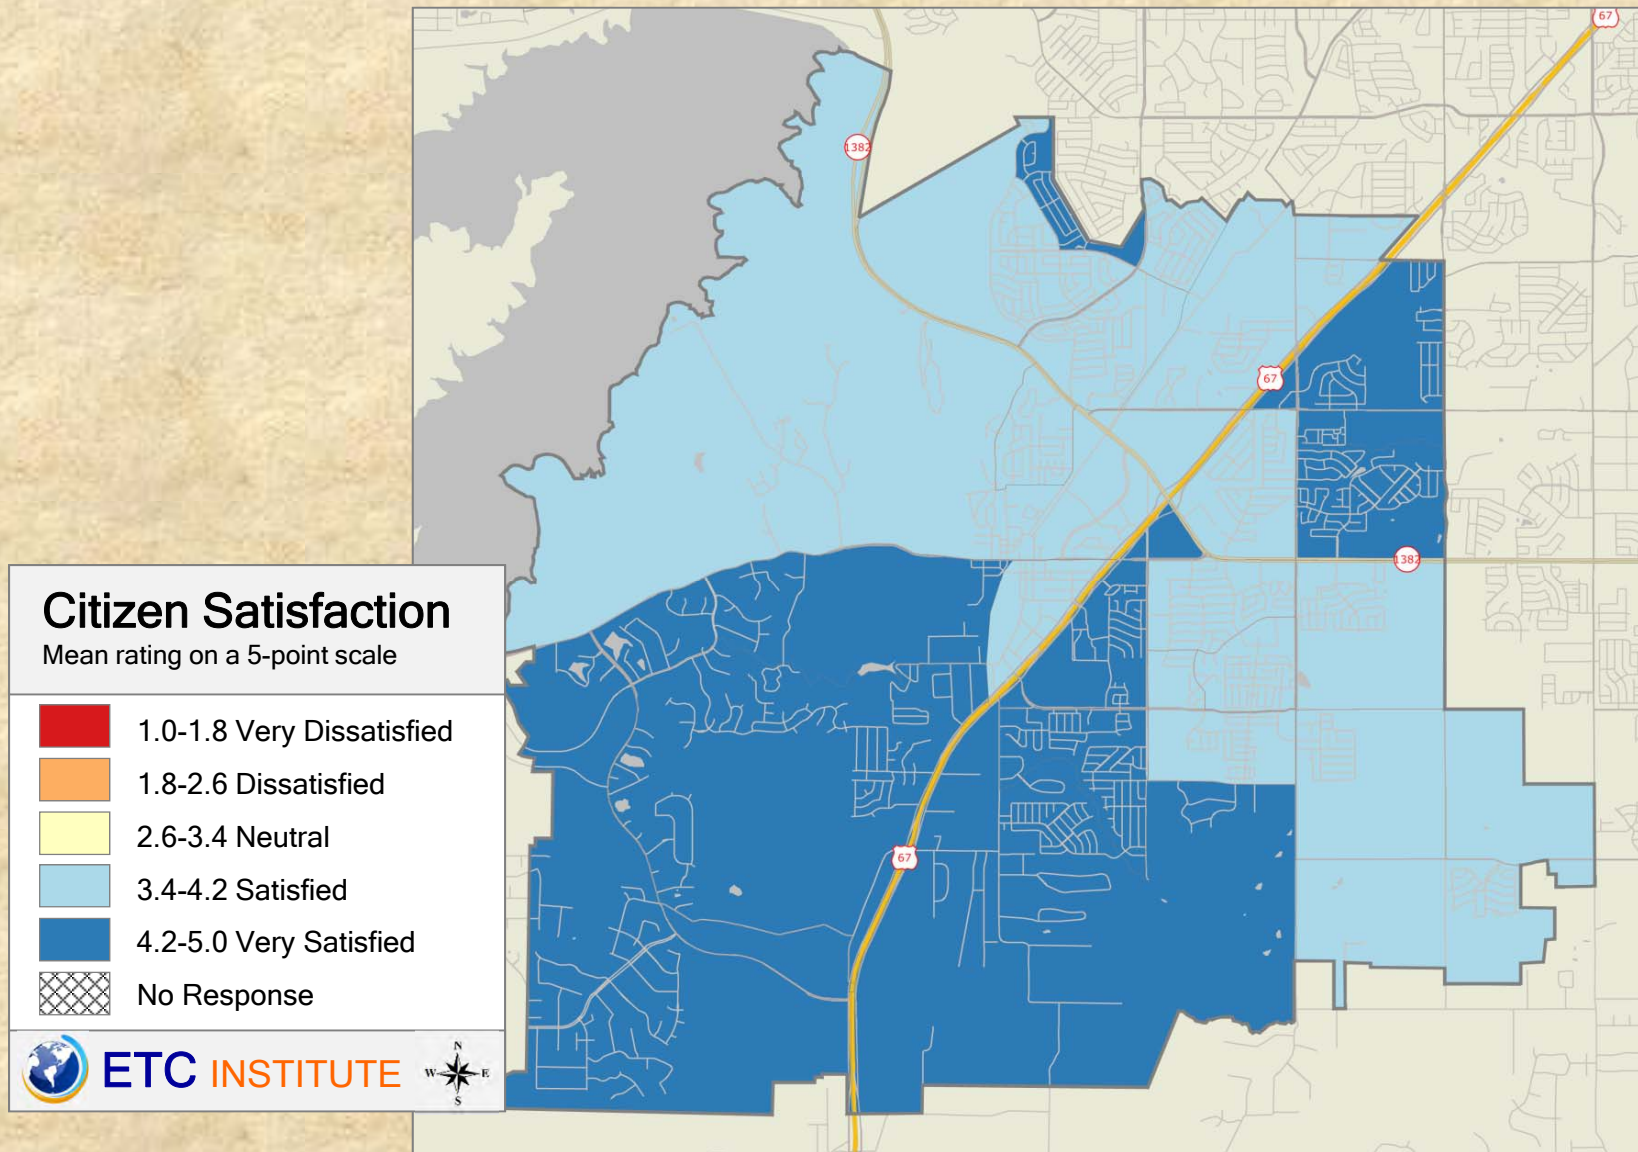 67
1382
67
1382
67
Citizen Satisfaction
Mean rating on a 5-point scale
1.0-1.8 Very Dissatisfied
1.8-2.6 Dissatisfied
2.6-3.4 Neutral
3.4-4.2 Satisfied
4.2-5.0 Very Satisfied
No Response
ETC INSTITUTE
N
W E
S